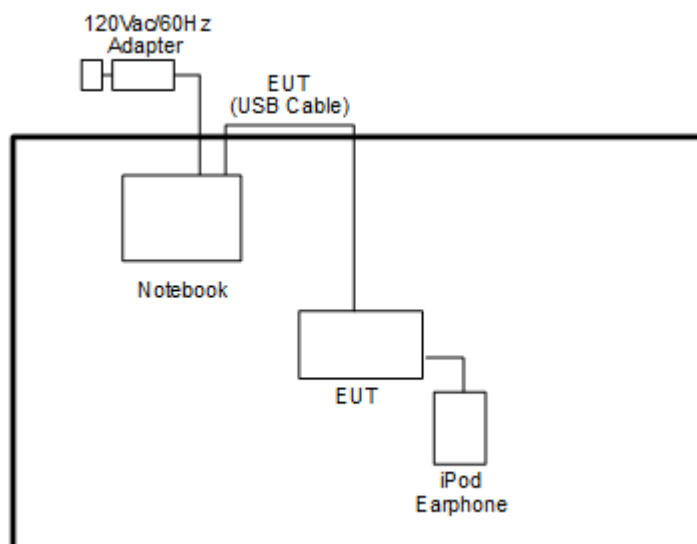 120Vac/60Hz
Adapter
EUT
(USB Cable)
Notebook
EUT
iPod
Earphone